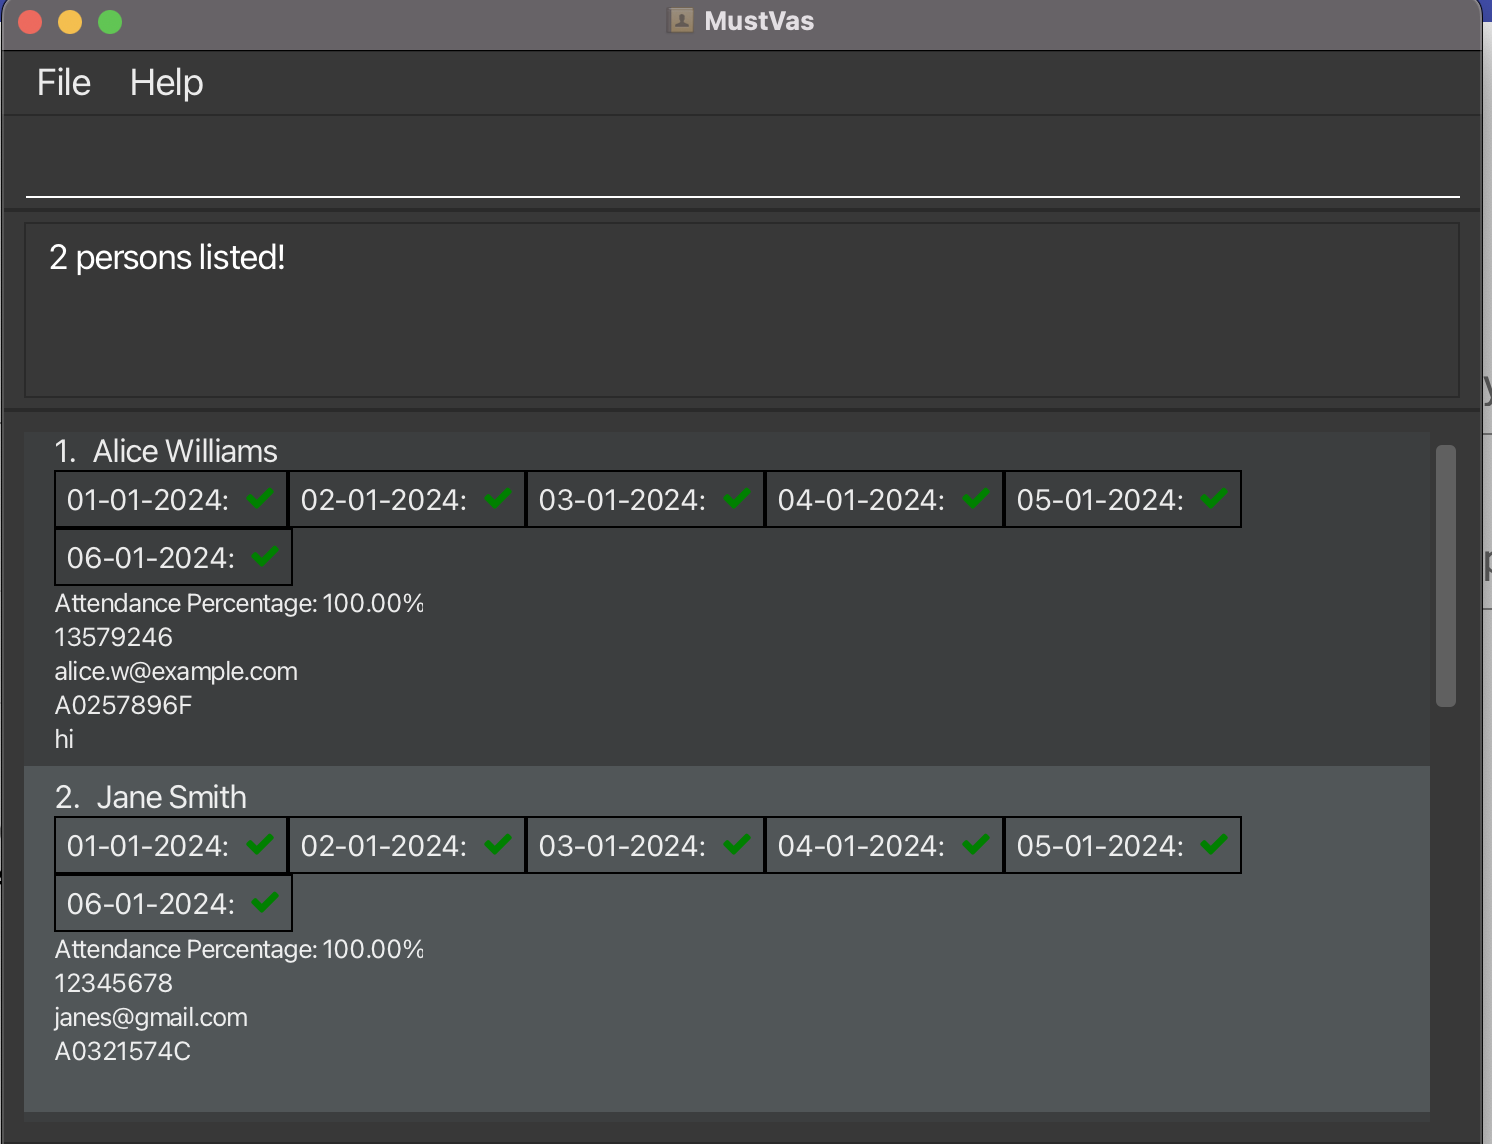 MustVas
File Help
2 persons listed!
1. Alice Williams
01-01-2024: 02-01-2024: 03-01-2024: 04-01-2024: 05-01-2024:
06-01-2024:
Attendance Percentage: 100.00%
13579246
alice.w@example.com
A0257896F
hi
2. Jane Smith
01-01-2024: 02-01-2024: 03-01-2024: 04-01-2024: 05-01-2024:
06-01-2024:
Attendance Percentage: 100.00%
12345678
janes@gmail.com
A0321574C